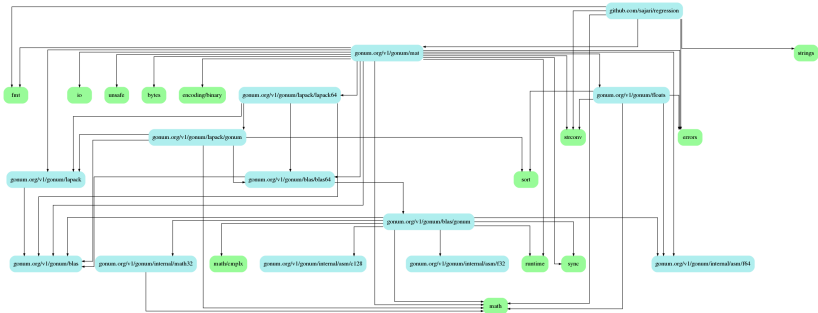 github.com/sajari/regression
gonum.org/v1/gonum/mat
strings
fmt
io
unsafe
bytes
encoding/binary
gonum.org/v1/gonum/lapack/lapack64
gonum.org/v1/gonum/floats
gonum.org/v1/gonum/lapack/gonum
strconv
errors
gonum.org/v1/gonum/lapack
gonum.org/v1/gonum/blas/blas64
sort
gonum.org/v1/gonum/blas/gonum
gonum.org/v1/gonum/blas
gonum.org/v1/gonum/internal/math32
math/cmplx
gonum.org/v1/gonum/internal/asm/c128
gonum.org/v1/gonum/internal/asm/f32
runtime
sync
gonum.org/v1/gonum/internal/asm/f64
math